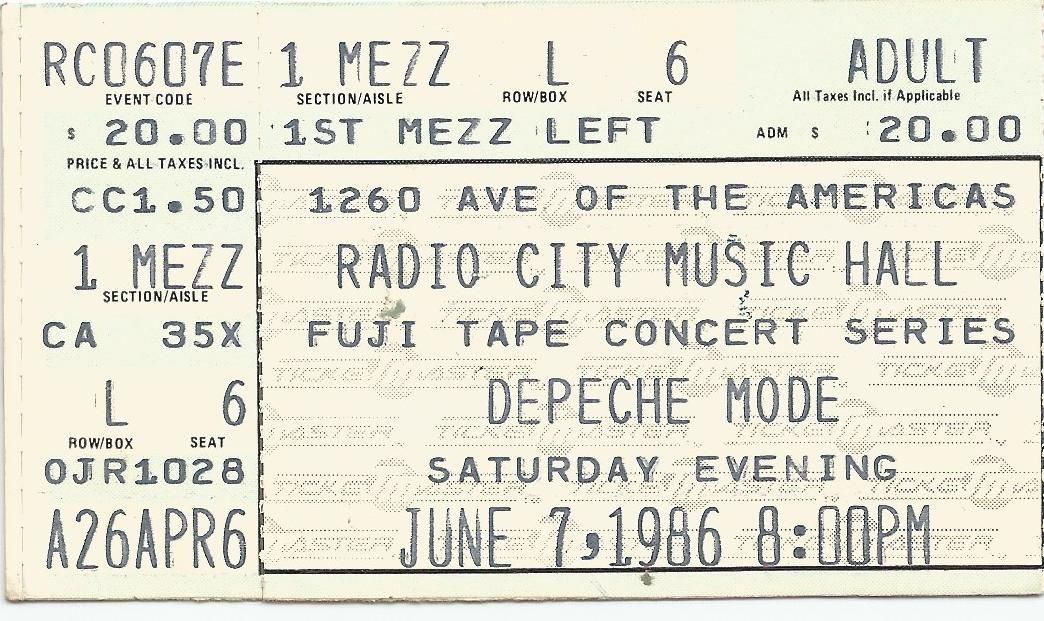 RC0607E 1 MEZZ L 6 ADULT
EVENT CODE SECTION/AISLE ROW/BOX SEAT All Taxes Incl. if Applicable
$ 20.00 1ST MEZZ LEFT ADM $ 20.00
PRICE & ALL TAXES INCL.
CC1.50 1260 AVE OF THE AMERICAS
1 MEZZ RADIO CITY MUSIC HALL
SECTION/AISLE
CA 35X FUJI TAPE CONCERT SERIES
L 6 DEPECHE MODE
ROW/BOX SEAT
OJR1028 SATURDAY EVENING
A26APR6 JUNE 7,1986 8:00PM